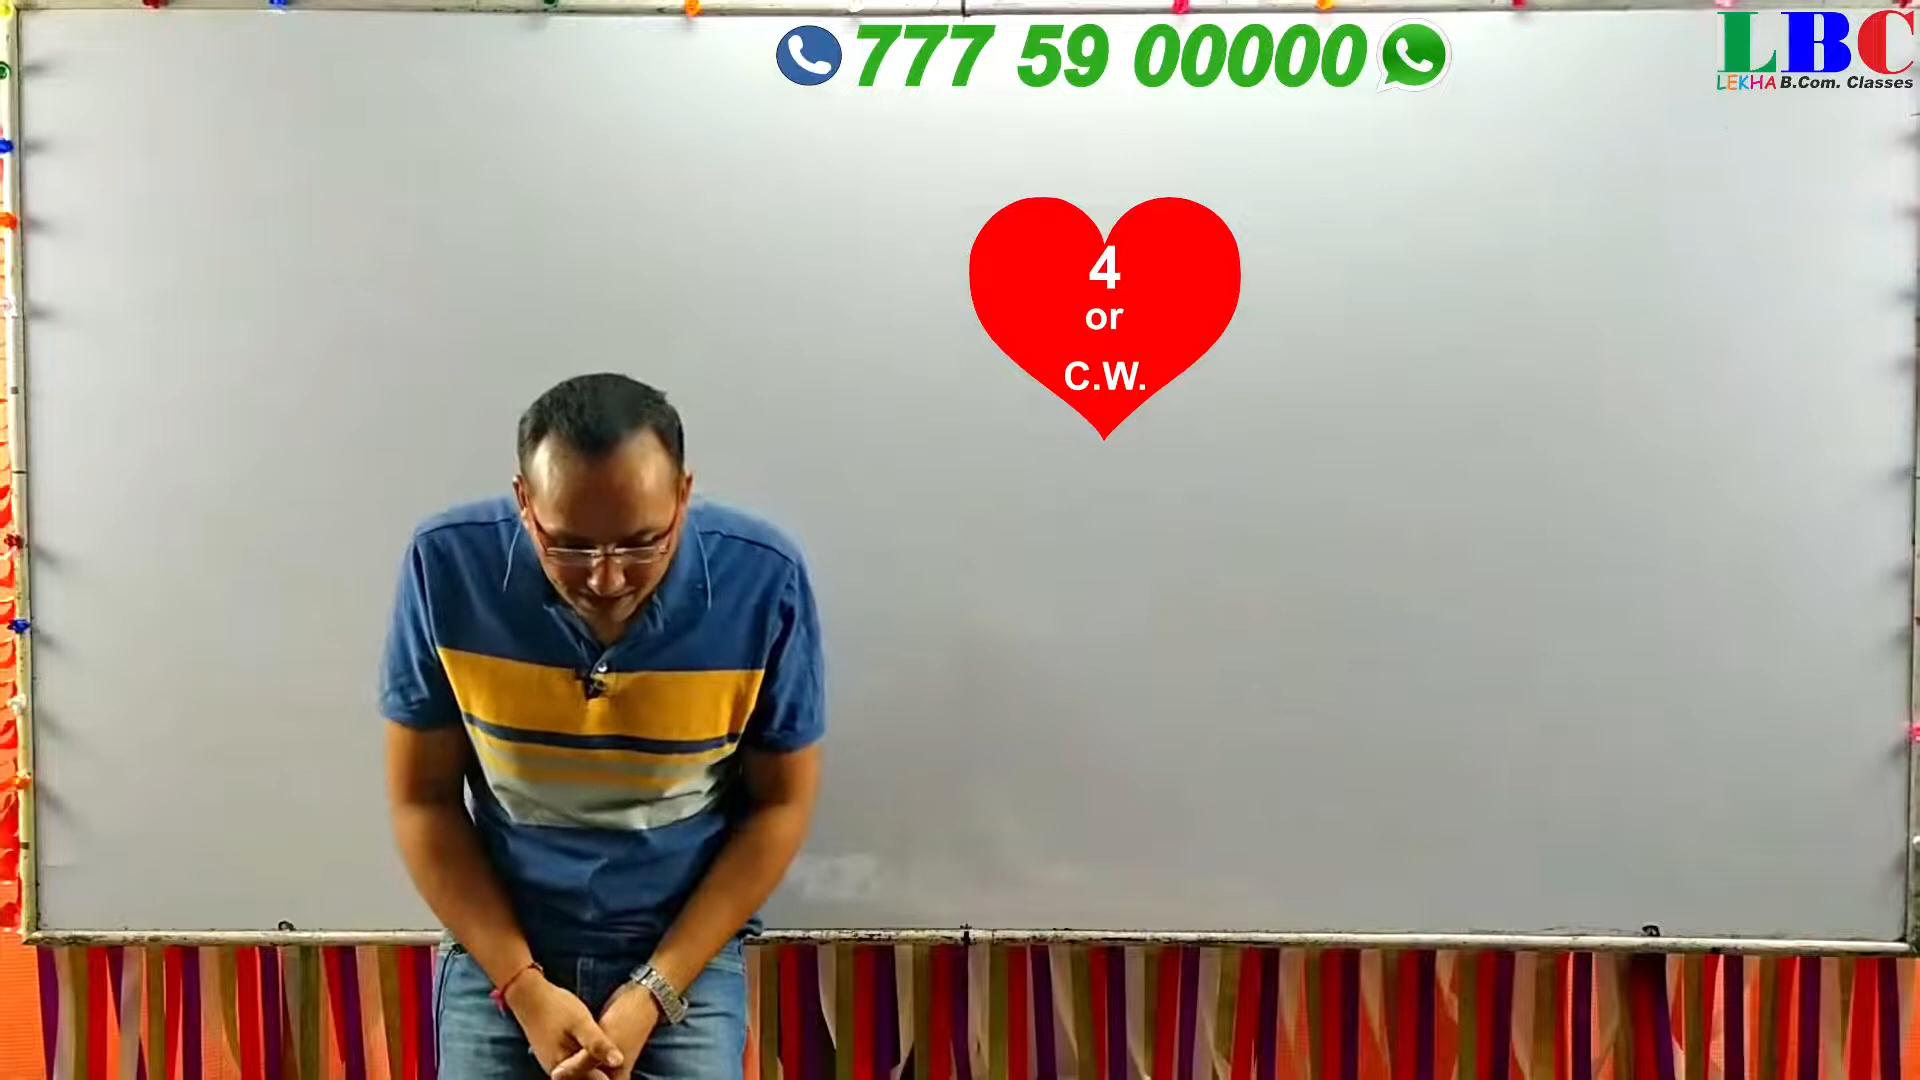 777 59 00000
LBC
LEKHA B.Com. Classes
4
or
C.W.